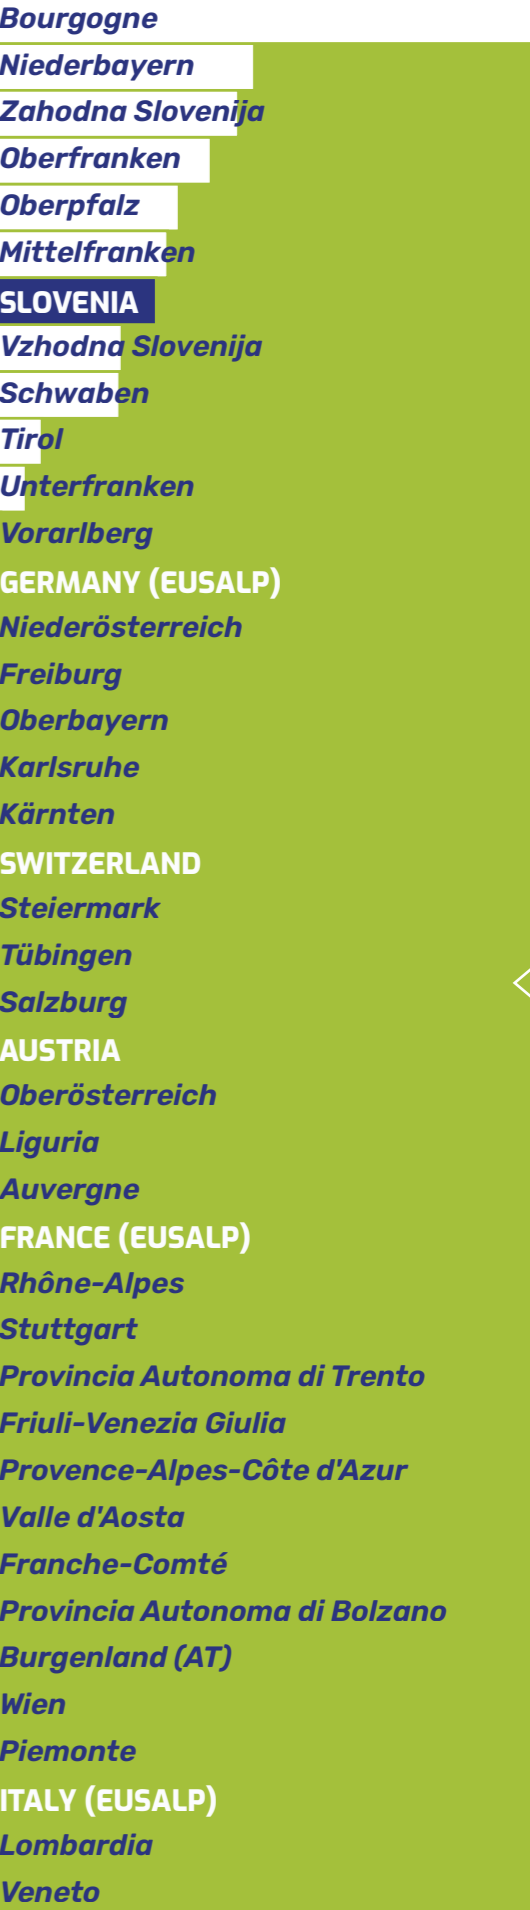 Bourgogne
Niederbayern
Zahodna Slovenija
Oberfranken
Oberpfalz
Mittelfranken
SLOVENIA
Vzhodna Slovenija
Schwaben
Tirol
Unterfranken
Vorarlberg
GERMANY (EUSALP)
Niederösterreich
Freiburg
Oberbayern
Karlsruhe
Kärnten
SWITZERLAND
Steiermark
Tübingen
Salzburg
AUSTRIA
Oberösterreich
Liguria
Auvergne
FRANCE (EUSALP)
Rhône-Alpes
Stuttgart
Provincia Autonoma di Trento
Friuli-Venezia Giulia
Provence-Alpes-Côte d'Azur
Valle d'Aosta
Franche-Comté
Provincia Autonoma di Bolzano
Burgenland (AT)
Wien
Piemonte
ITALY (EUSALP)
Lombardia
Veneto